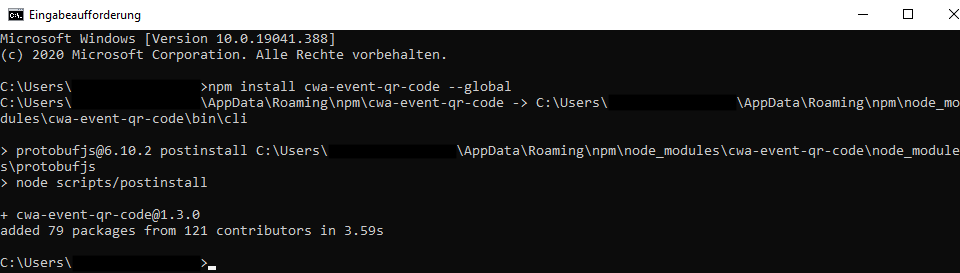 Eingabeaufforderung
Microsoft Windows [Version 10.0.19041.388]
(c) 2020 Microsoft Corporation. Alle Rechte vorbehalten.
C:\Users\ >npm install cwa-event-qr-code --global
C:\Users\ \AppData\Roaming\npm\cwa-event-qr-code -> C:\Users\ \AppData\Roaming\npm\node_mo
dules\cwa-event-qr-code\bin\cli
> protobufjs@6.10.2 postinstall C:\Users\ \AppData\Roaming\npm\node_modules\cwa-event-qr-code\node_module
s\protobufjs
> node scripts/postinstall
+ cwa-event-qr-code@1.3.0
added 79 packages from 121 contributors in 3.59s
C:\Users\ >